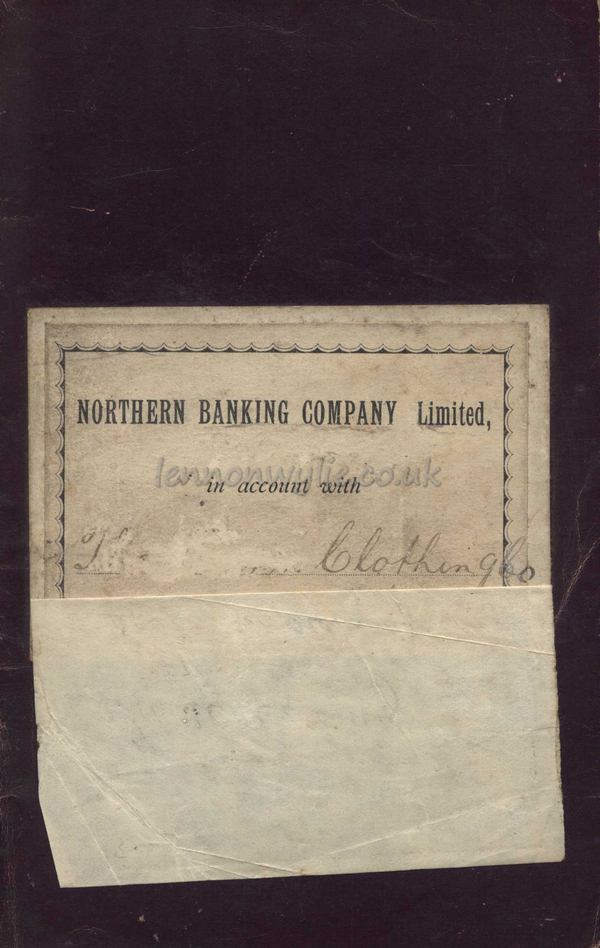 NORTHERN BANKING COMPANY Limited,
lennonwylie.co.uk
in account with
Clothing Co